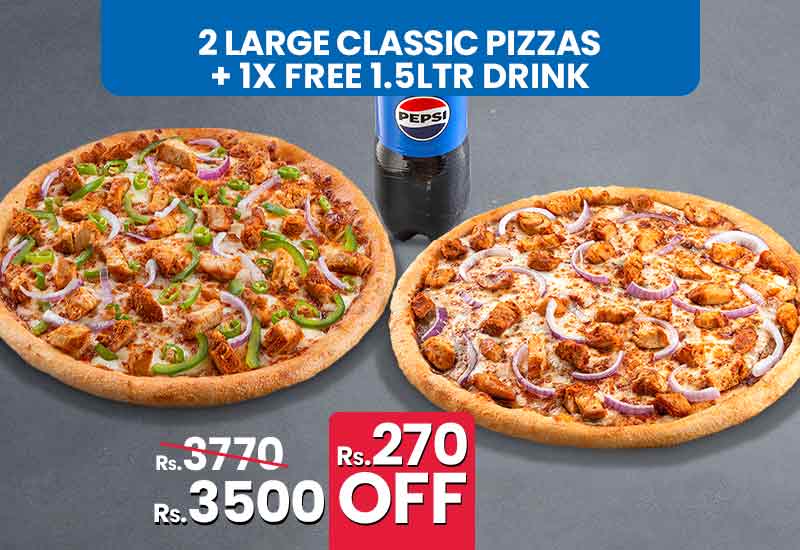 2 LARGE CLASSIC PIZZAS
+ 1X FREE 1.5LTR DRINK
PEPSI
Rs.3770
Rs.3500
Rs.270
OFF